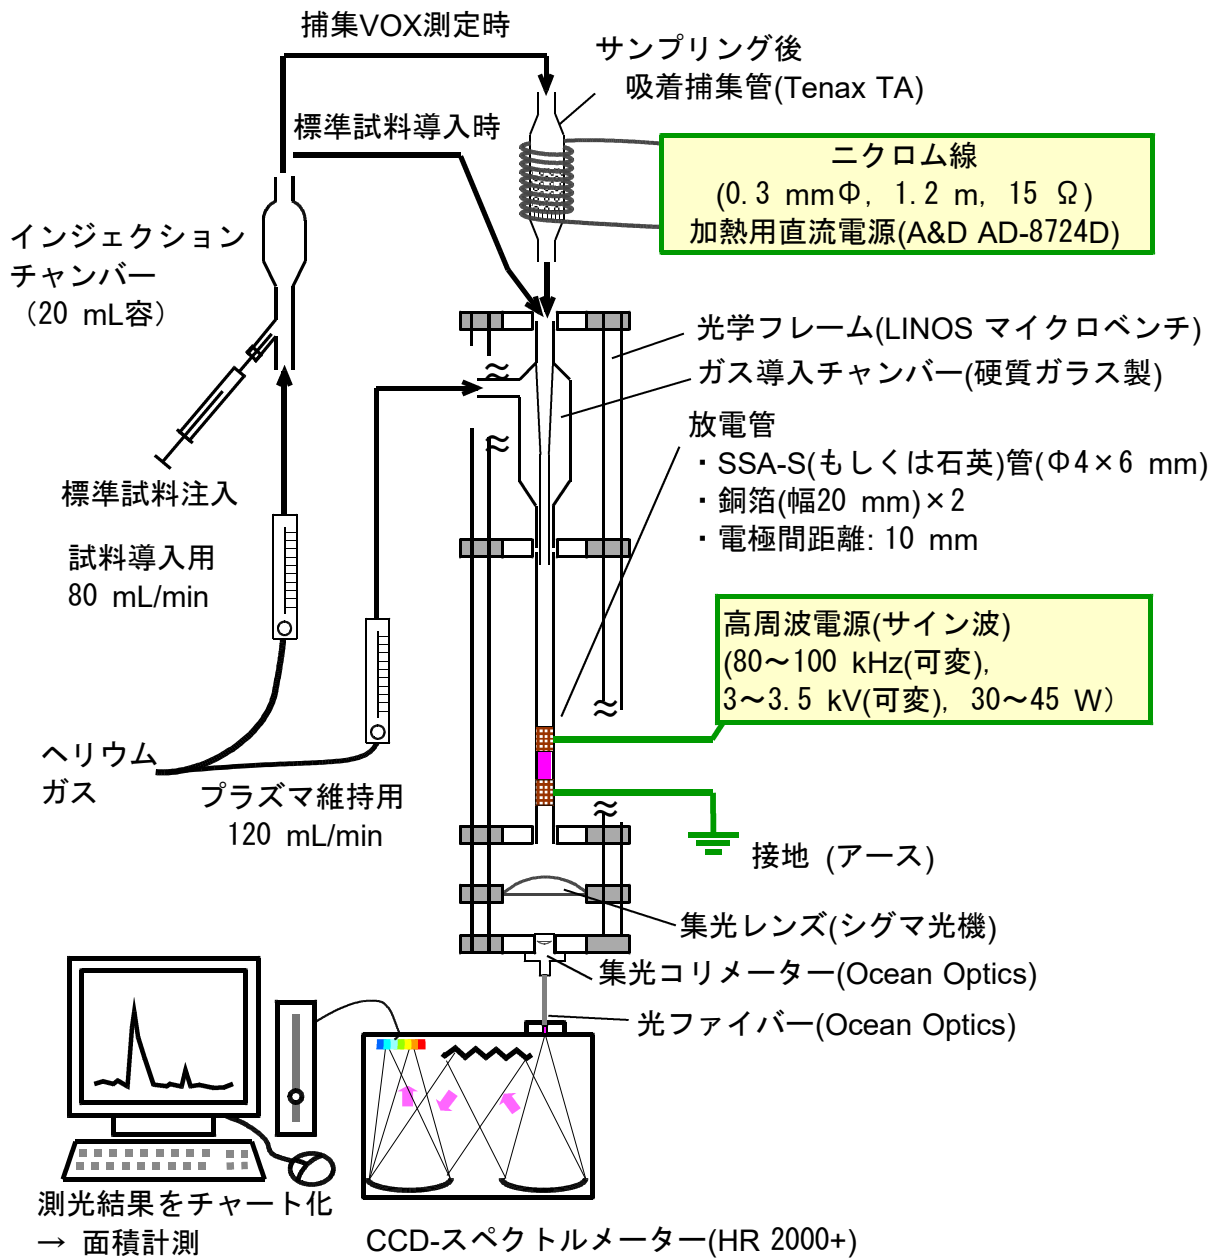 捕集VOX測定時
サンプリング後
吸着捕集管(Tenax TA)
標準試料導入時
ニクロム線
(0.3 mmΦ, 1.2 m, 15 Ω)
加熱用直流電源(A&D AD-8724D)
インジェクション
チャンバー
（20 mL容）
光学フレーム(LINOS マイクロベンチ)
ガス導入チャンバー(硬質ガラス製)
放電管
・SSA-S(もしくは石英)管(Φ4×6 mm)
・銅箔(幅20 mm)×2
・電極間距離: 10 mm
標準試料注入
試料導入用
80 mL/min
高周波電源(サイン波)
(80～100 kHz(可変),
3～3.5 kV(可変), 30～45 W）
ヘリウム
ガス
プラズマ維持用
120 mL/min
接地 (アース)
集光レンズ(シグマ光機)
集光コリメーター(Ocean Optics)
光ファイバー(Ocean Optics)
測光結果をチャート化
→ 面積計測
CCD-スペクトルメーター(HR 2000+)